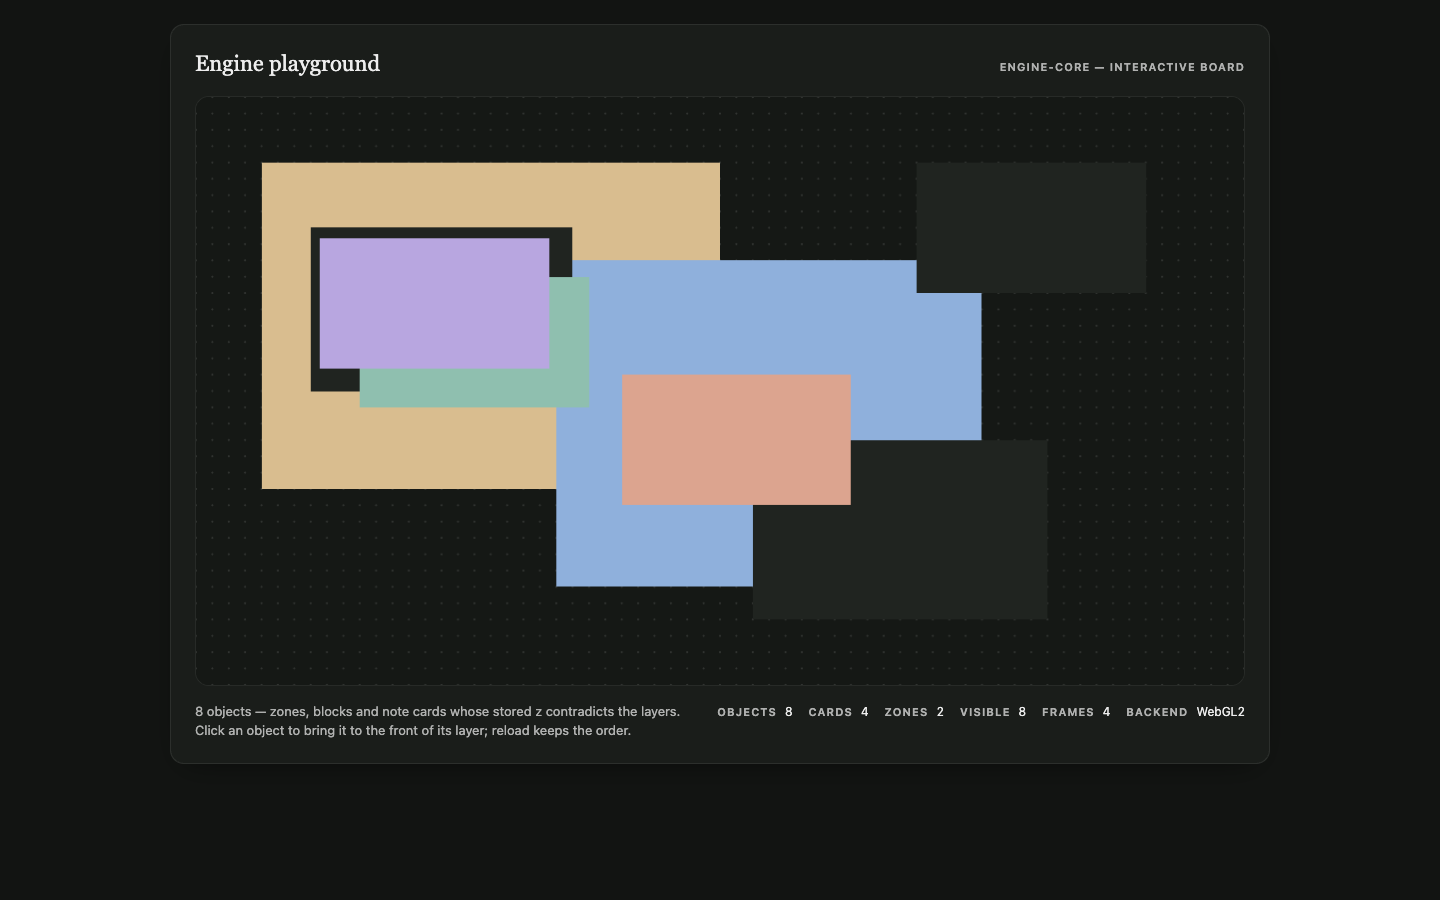 Engine playground
ENGINE-CORE — INTERACTIVE BOARD
8 objects — zones, blocks and note cards whose stored z contradicts the layers.
Click an object to bring it to the front of its layer; reload keeps the order.
OBJECTS 8 CARDS 4 ZONES 2 VISIBLE 8 FRAMES 4 BACKEND WebGL2